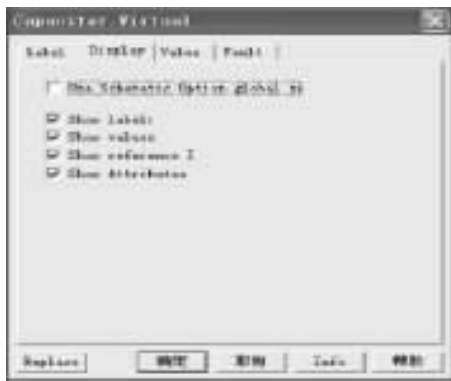 Capacitor Virtual
Label Display Value Fault
Use Schematic Option global
Show labels
Show values
Show reference I
Show Attributes
Replace 确定 取消 Info 帮助